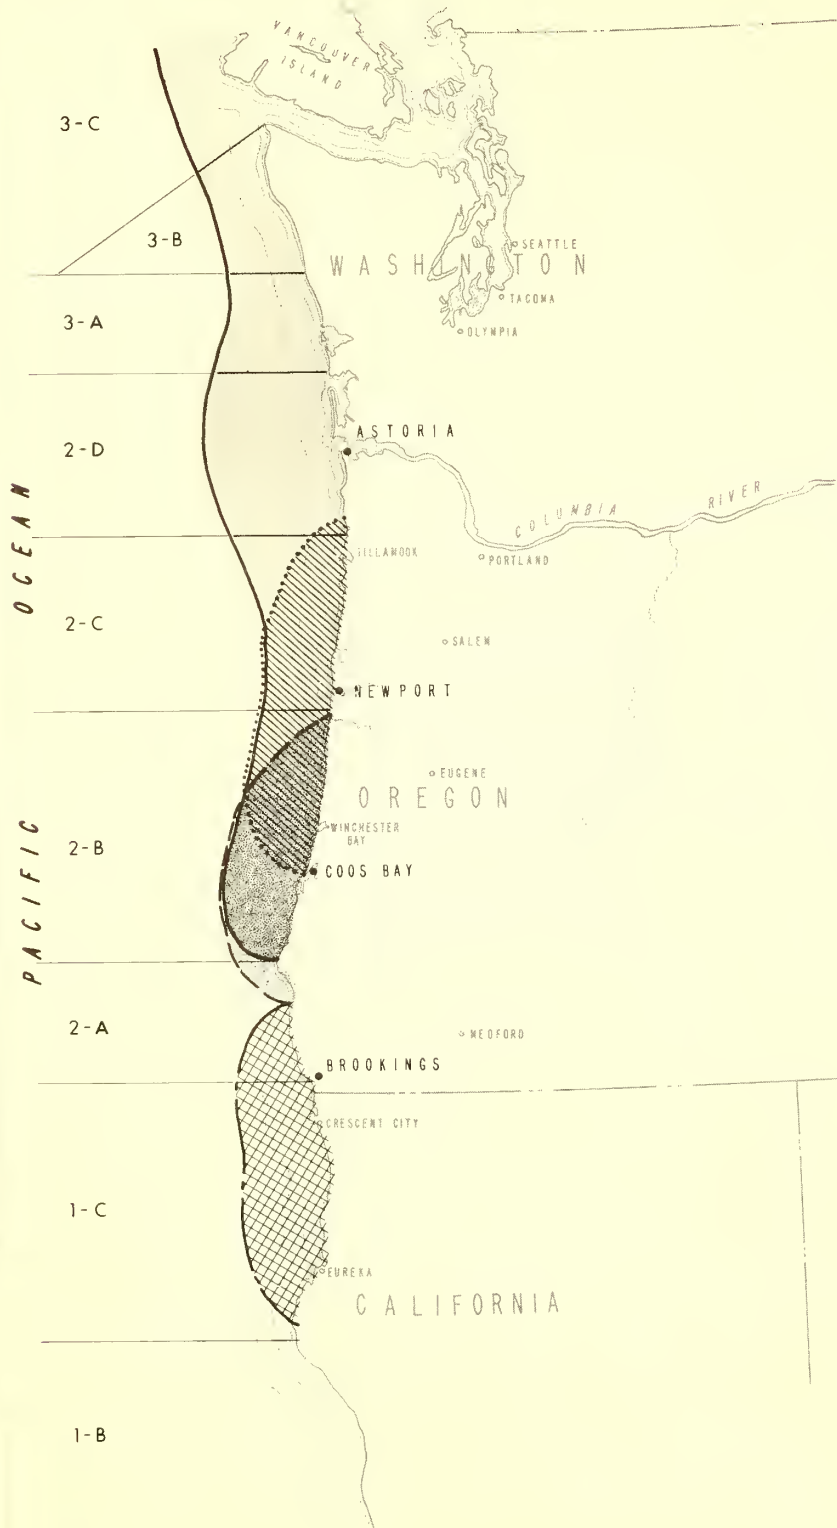 VANCOUVER
ISLAND
3-C
3-B
SEATTLE
WASHINGTON
TACOMA
3-A
OLYMPIA
ASTORIA
2-D
COLUMBIA RIVER
OCEAN
TILLAMOOK
PORTLAND
2-C
SALEM
NEWPORT
EUGENE
OREGON
WINCHESTER
BAY
PACIFIC
2-B
COOS BAY
2-A
MEDFORD
BROOKINGS
CRESCENT CITY
1-C
EUREKA
CALIFORNIA
1-B